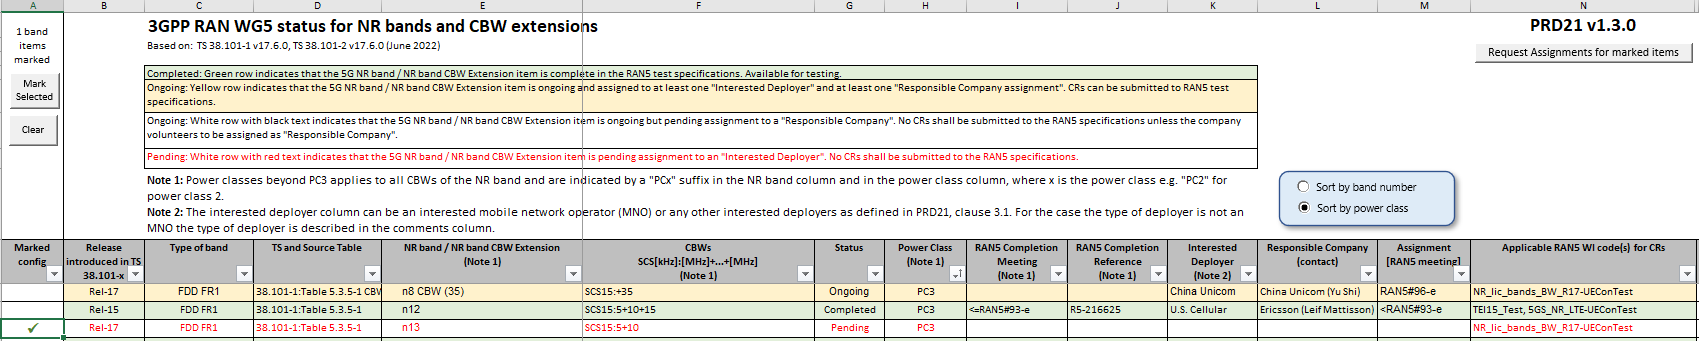 A B C D E F G H I J K L M N
3GPP RAN WG5 status for NR bands and CBW extensions
PRD21 v1.3.0
1 band
items
marked
Based on: TS 38.101-1 v17.6.0, TS 38.101-2 v17.6.0 (June 2022)
Request Assignments for marked items
Mark
Selected
Clear
Completed: Green row indicates that the 5G NR band / NR band CBW Extension item is complete in the RAN5 test specifications. Available for testing.
Ongoing: Yellow row indicates that the 5G NR band / NR band CBW Extension item is ongoing and assigned to at least one "Interested Deployer" and at least one "Responsible Company assignment". CRs can be submitted to RAN5 test
specifications.
Ongoing: White row with black text indicates that the 5G NR band / NR band CBW Extension item is ongoing but pending assignment to a "Responsible Company". No CRs shall be submitted to the RAN5 specifications unless the company
volunteers to be assigned as "Responsible Company".
Pending: White row with red text indicates that the 5G NR band / NR band CBW Extension item is pending assignment to an "Interested Deployer". No CRs shall be submitted to the RAN5 specifications.
Note 1: Power classes beyond PC3 applies to all CBWs of the NR band and are indicated by a "PCx" suffix in the NR band column and in the power class column, where x is the power class e.g. "PC2" for
power class 2.
Note 2: The interested deployer column can be an interested mobile network operator (MNO) or any other interested deployers as defined in PRD21, clause 3.1. For the case the type of deployer is not an
MNO the type of deployer is described in the comments column.
Sort by band number
Sort by power class
Marked Release Type of band TS and Source Table NR band / NR band CBW Extension CBWs Status Power Class RAN5 Completion RAN5 Completion Interested Responsible Company Assignment Applicable RAN5 WI code(s) for CRs
config. introduced in TS (Note 1) SCS[kHz]:[MHz]+...+[MHz] (Note 1) Meeting Reference Deployer (contact) [RAN5 meeting]
38.101-x (Note 1) (Note 1) (Note 1) (Note 2)
Rel-17 FDD FR1 38.101-1:Table 5.3.5-1 CBW n8 CBW (35) SCS15:+35 Ongoing PC3 China Unicom China Unicom (Yu Shi) RAN5#96-e NR_lic_bands_BW_R17-UEConTest
Rel-15 FDD FR1 38.101-1:Table 5.3.5-1 n12 SCS15:5+10+15 Completed PC3 <=RAN5#93-e R5-216625 U.S. Cellular Ericsson (Leif Mattisson) <RAN5#93-e TEI15_Test, 5GS_NR_LTE-UEConTest
✓ Rel-17 FDD FR1 38.101-1:Table 5.3.5-1 n13 SCS15:5+10 Pending PC3 NR_lic_bands_BW_R17-UEConTest